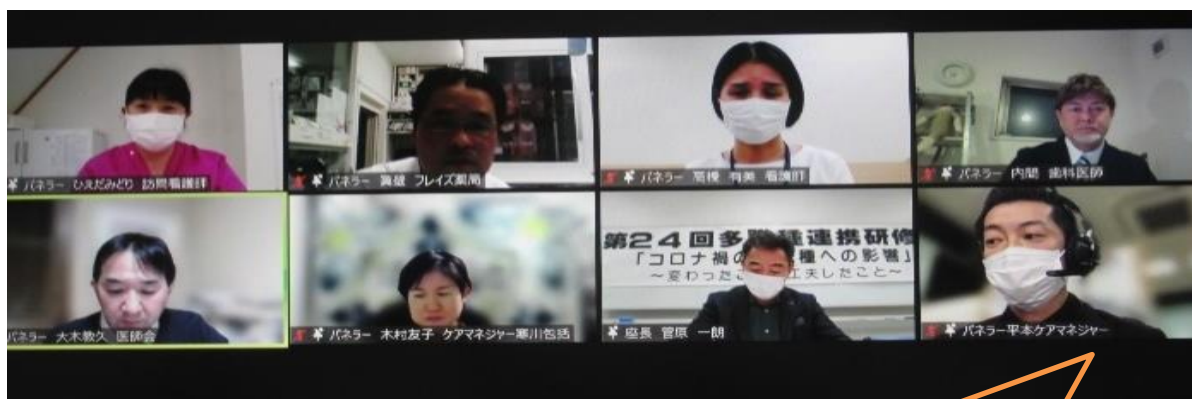 パネラー ひえだみどり 訪問看護師
パネラー 眞舘 フレイズ薬局
パネラー 高検 有美 看護師
パネラー 内間 歯科医師
パネラー 大木教久 医師会
パネラー 木村友子 ケアマネジャー寒川包括
第24回多職種連携研修
「コロナ禍の 種への影響」
～変わったこ 工夫したこと～
座長 管原 一朗
パネラー平本ケアマネジャー